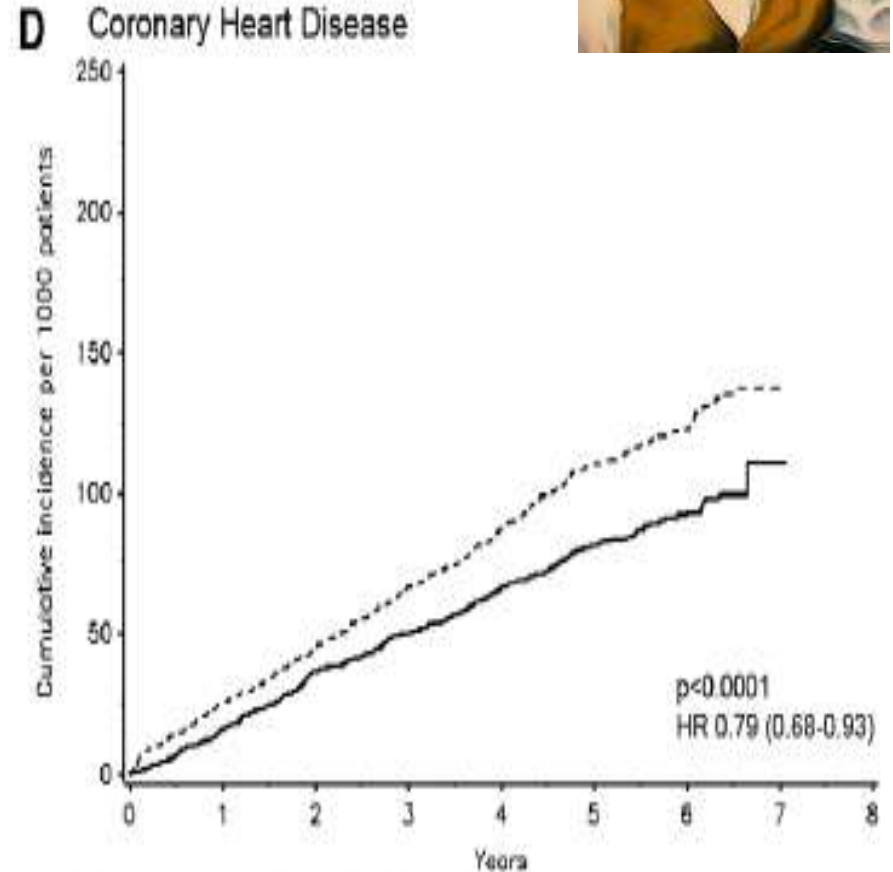 D Coronary Heart Disease
250
200
150
100
50
0
Cumulative incidence per 1000 patients
p<0.0001
HR 0.79 (0.68-0.93)
0 1 2 3 4 5 6 7 8
Years